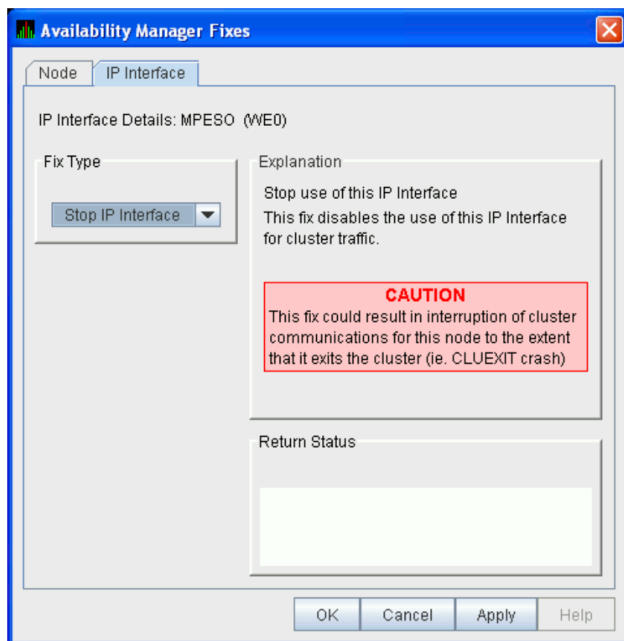 Availability Manager Fixes
Node
IP Interface
IP Interface Details: MPESO (WE0)
Fix Type
Stop IP Interface
Explanation
Stop use of this IP Interface
This fix disables the use of this IP Interface
for cluster traffic.
CAUTION
This fix could result in interruption of cluster
communications for this node to the extent
that it exits the cluster (ie. CLUEXIT crash)
Return Status
OK
Cancel
Apply
Help